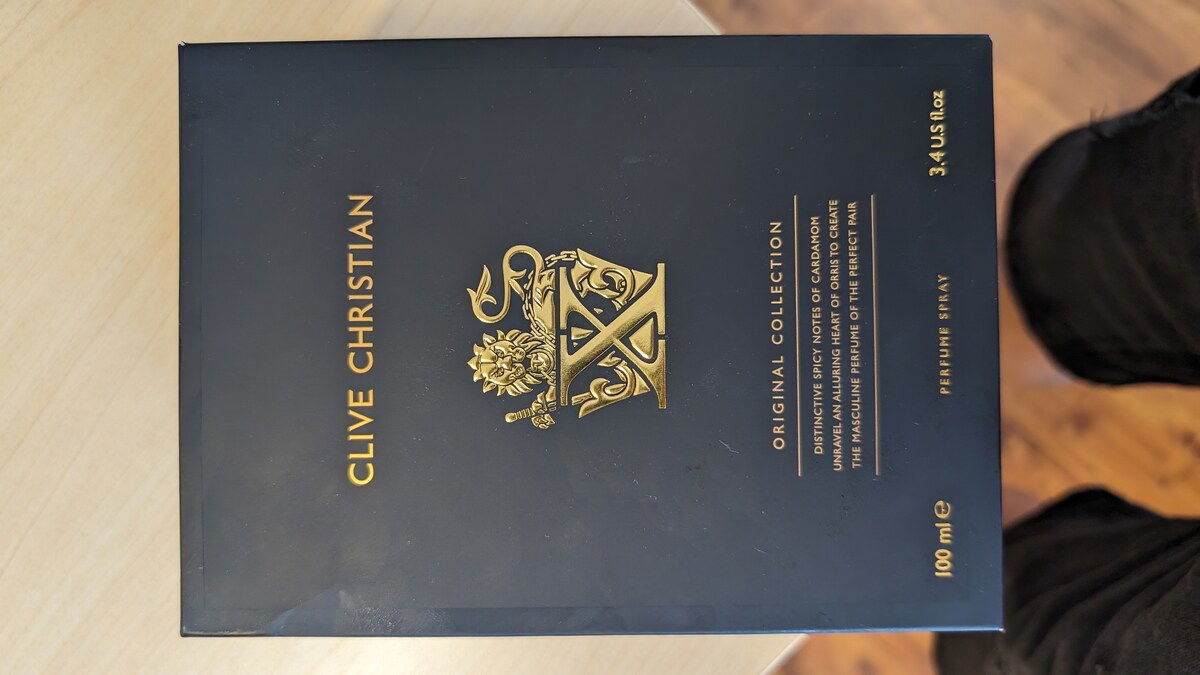 CLIVE CHRISTIAN
X
ORIGINAL COLLECTION
DISTINCTIVE SPICY NOTES OF CARDAMOM
UNRAVEL AN ALLURING HEART OF ORRIS TO CREATE
THE MASCULINE PERFUME OF THE PERFECT PAIR
100 ml ℮ PERFUME SPRAY 3.4 U.S fl.oz